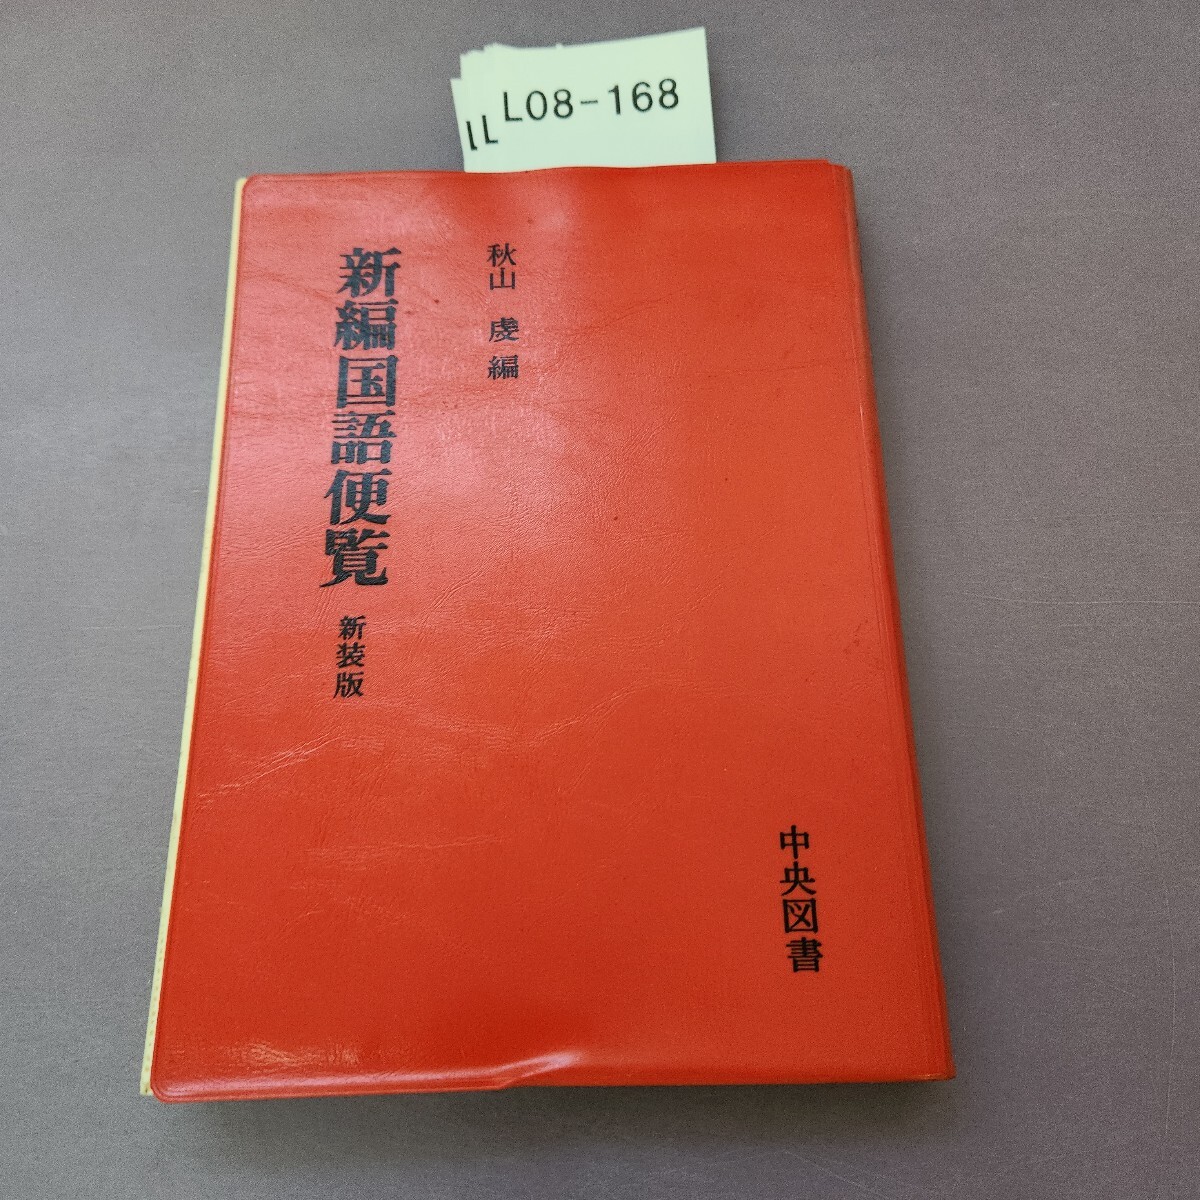 L08-168
L
秋山 虔 編
新編国語便覧 新装版
中央図書